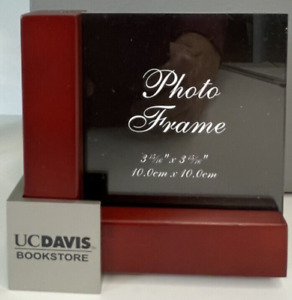 Photo
Frame
3 15/16" x 3 15/16"
10.0cm x 10.0cm
UCDAVIS
BOOKSTORE